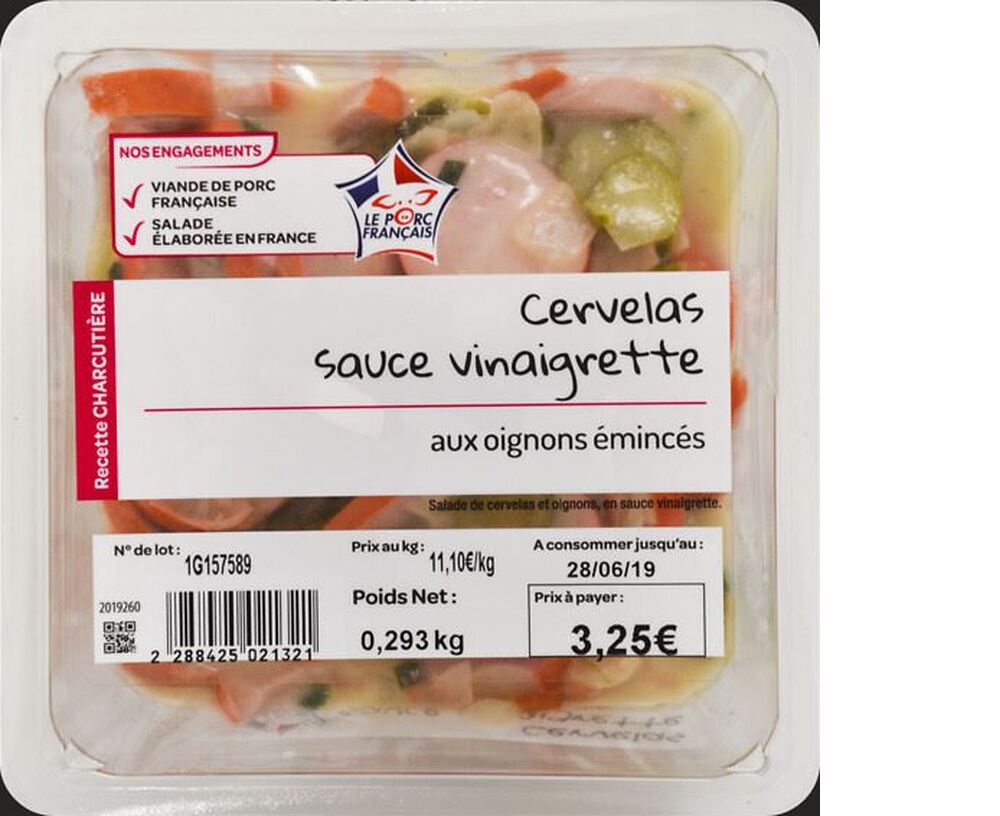 NOS ENGAGEMENTS
VIANDE DE PORC
FRANÇAISE
SALADE
ÉLABORÉE EN FRANCE
LE PORC
FRANÇAIS
Recette CHARCUTIÈRE
Cervelas
sauce vinaigrette
aux oignons émincés
Salade de cervelas et oignons, en sauce vinaigrette.
N° de lot :
1G157589
Prix au kg :
11,10€/kg
A consommer jusqu'au :
28/06/19
2019260
Poids Net :
0,293 kg
Prix à payer :
3,25€
2 288425 021321